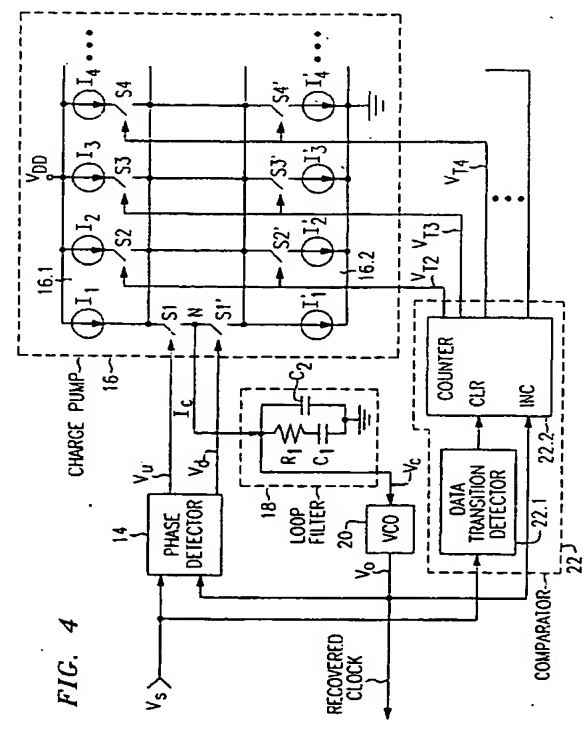 FIG. 4
V_S
14
PHASE
DETECTOR
V_U
V_d
CHARGE PUMP
16
16.1
V_DD
I_1
I_2
I_3
I_4
S1
S2
S3
S4
...
I_C
N
S1'
S2'
S3'
S4'
I'_1
I'_2
I'_3
I'_4
...
16.2
18
LOOP
FILTER
R_1
C_1
C_2
V_C
20
VCO
V_O
RECOVERED
CLOCK
V_T2
V_T3
V_T4
...
COUNTER
CLR
INC
22.2
DATA
TRANSITION
DETECTOR
22.1
COMPARATOR
22